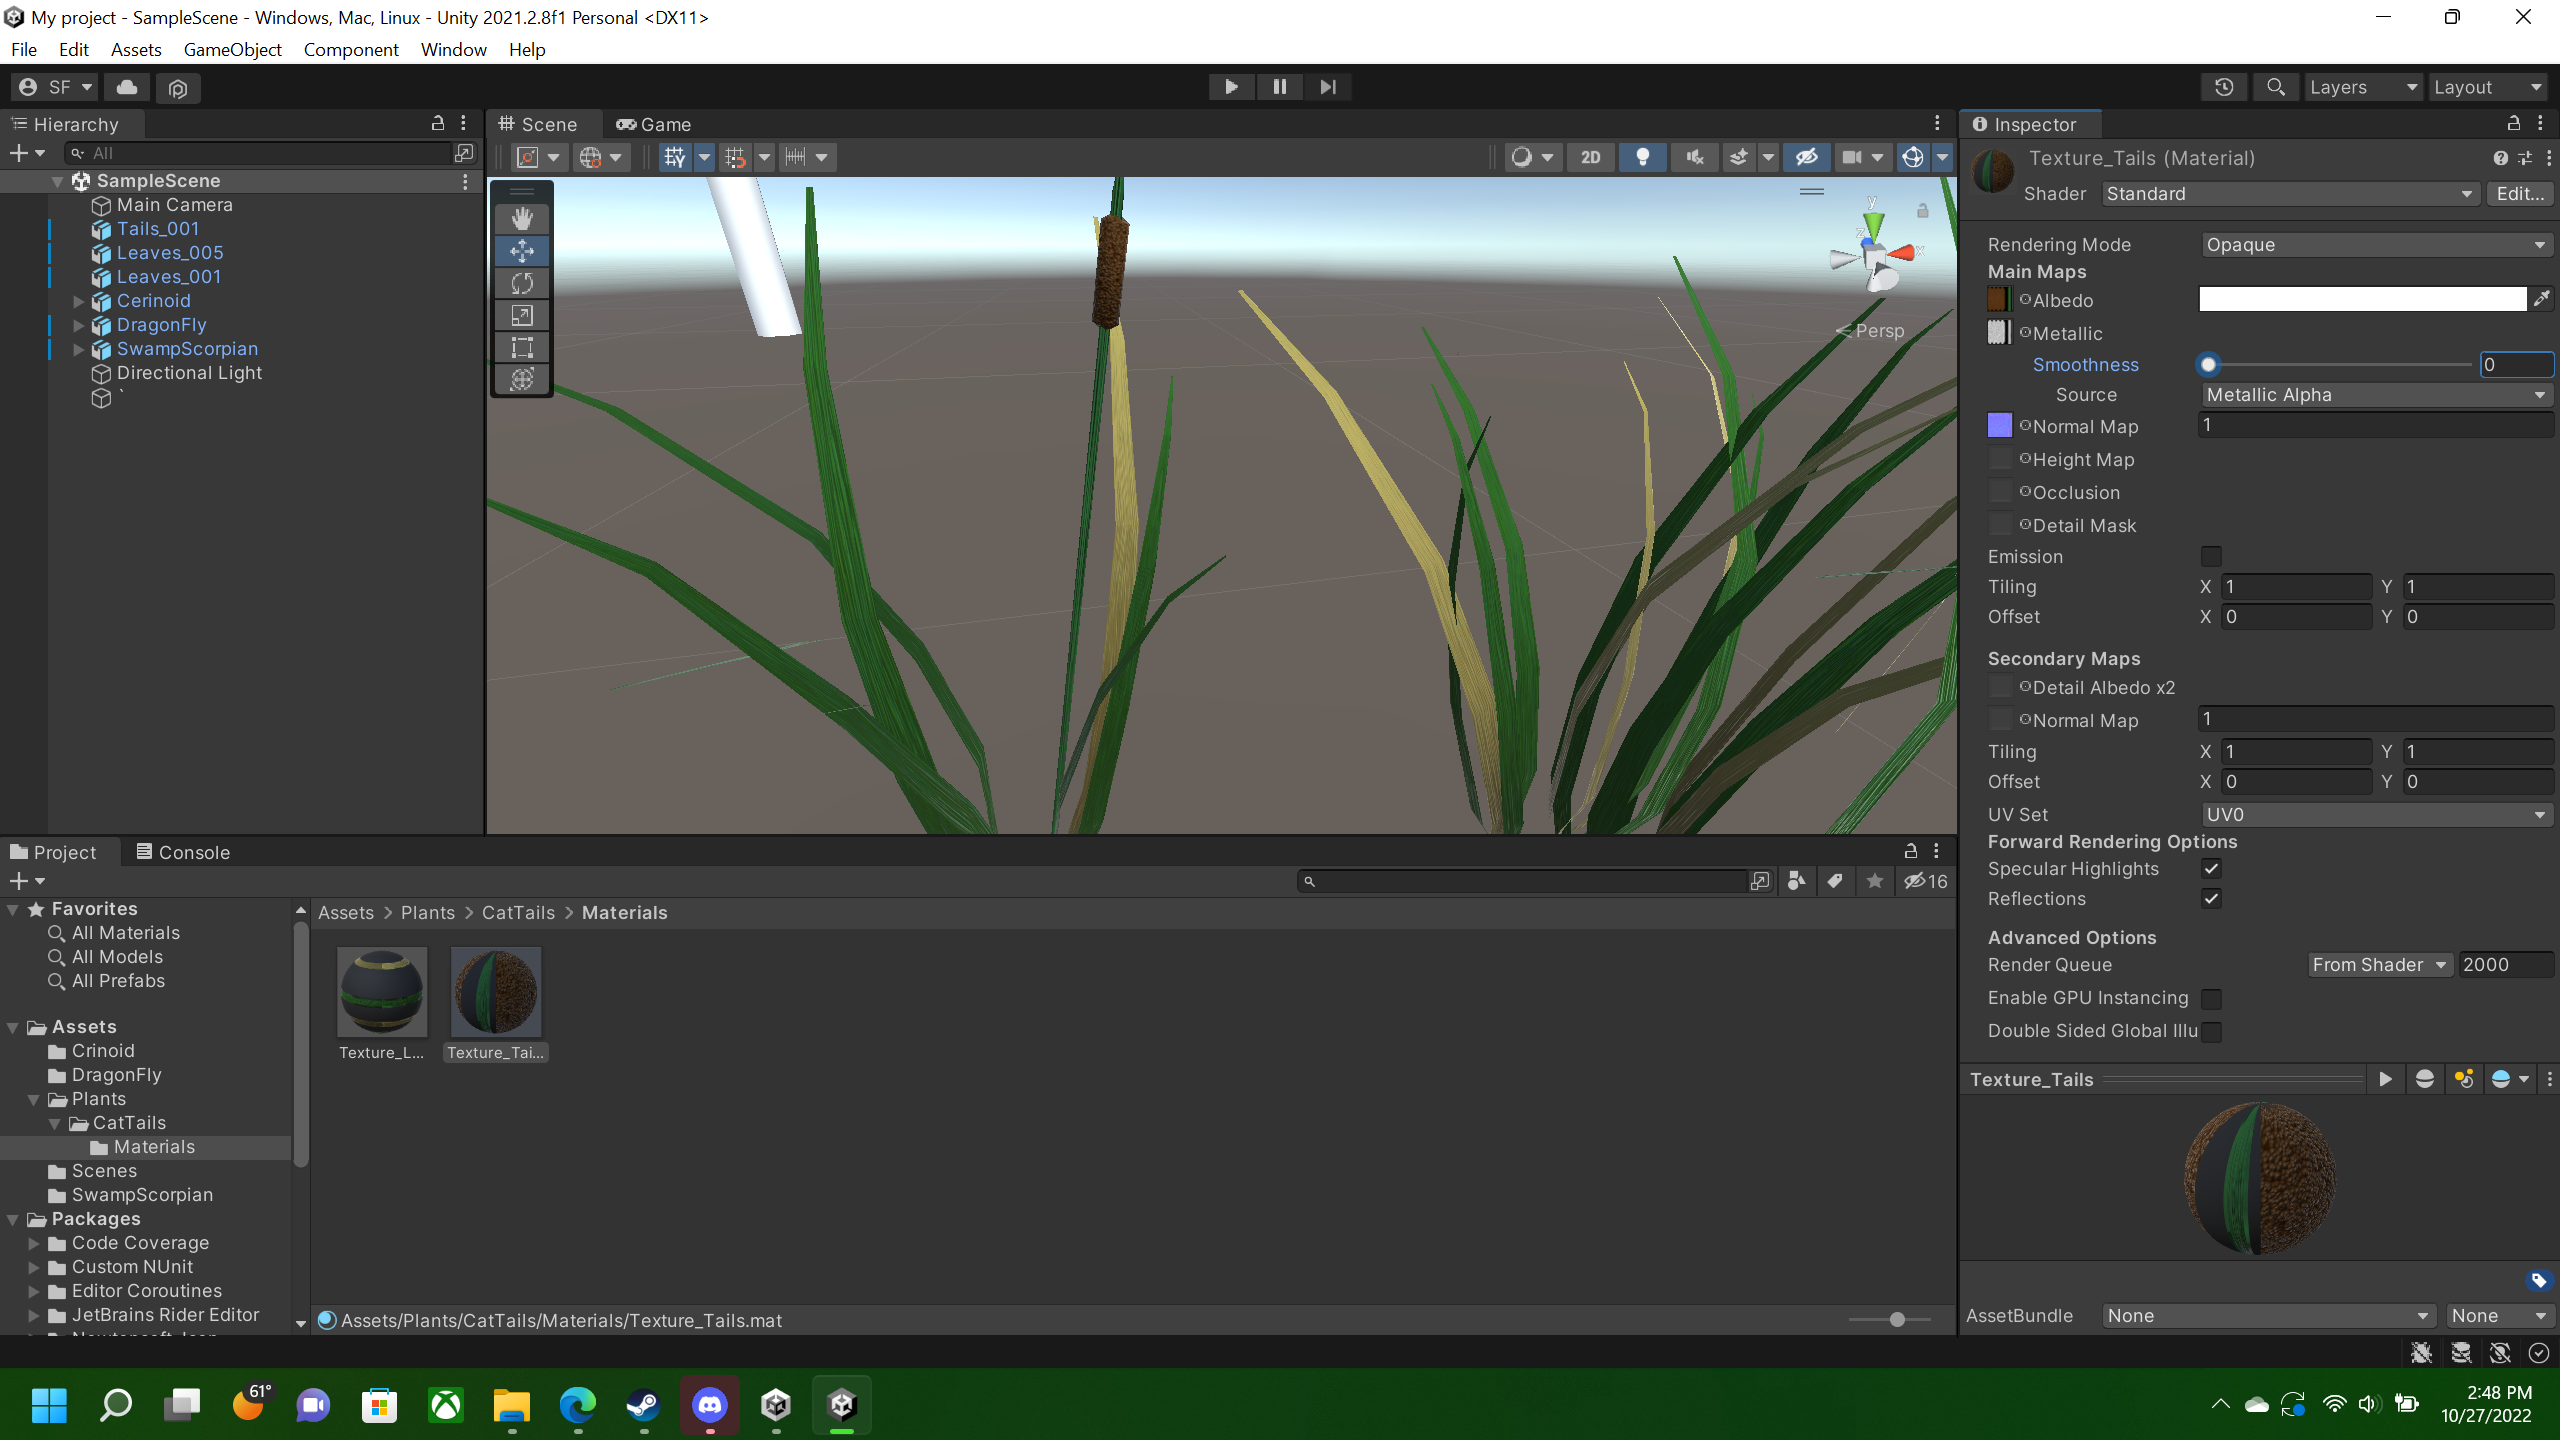 My project - SampleScene - Windows, Mac, Linux - Unity 2021.2.8f1 Personal <DX11>
File Edit Assets GameObject Component Window Help
SF Layers Layout
Hierarchy
All
SampleScene
Main Camera
Tails_001
Leaves_005
Leaves_001
Cerinoid
DragonFly
SwampScorpian
Directional Light
`
Scene Game
2D
y
z
x
Persp
Inspector
Texture_Tails (Material)
Shader Standard Edit...
Rendering Mode Opaque
Main Maps
Albedo
Metallic
Smoothness 0
Source Metallic Alpha
Normal Map 1
Height Map
Occlusion
Detail Mask
Emission
Tiling X 1 Y 1
Offset X 0 Y 0
Secondary Maps
Detail Albedo x2
Normal Map 1
Tiling X 1 Y 1
Offset X 0 Y 0
UV Set UV0
Forward Rendering Options
Specular Highlights
Reflections
Advanced Options
Render Queue From Shader 2000
Enable GPU Instancing
Double Sided Global Illu
Texture_Tails
AssetBundle None None
Project Console
16
Favorites
All Materials
All Models
All Prefabs
Assets
Crinoid
DragonFly
Plants
CatTails
Materials
Scenes
SwampScorpian
Packages
Code Coverage
Custom NUnit
Editor Coroutines
JetBrains Rider Editor
Assets > Plants > CatTails > Materials
Texture_L... Texture_Tai...
Assets/Plants/CatTails/Materials/Texture_Tails.mat
61°
2:48 PM
10/27/2022